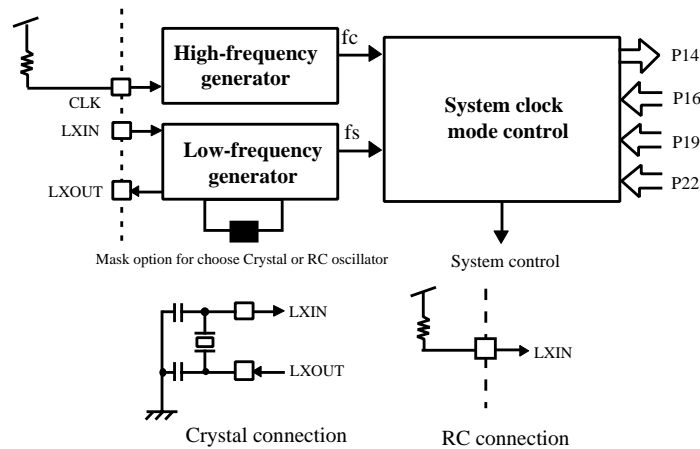 fc
High-frequency
generator
P14
CLK
System clock
mode control
P16
LXIN
fs
Low-frequency
generator
P19
LXOUT
P22
Mask option for choose Crystal or RC oscillator
System control
LXIN
LXIN
LXOUT
Crystal connection
RC connection